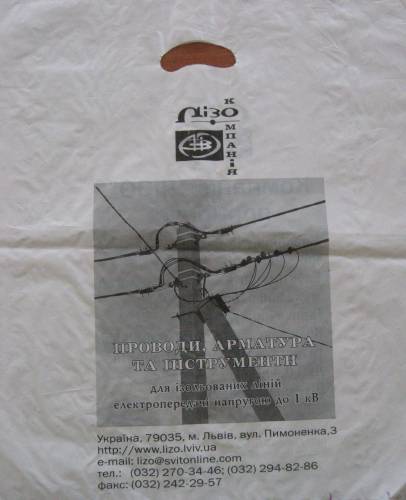 Лізо
компанія
ПРОВОДИ, АРМАТУРА
ТА ІНСТРУМЕНТИ
для ізольованих ліній
електропередачі напругою до 1 кВ
Україна, 79035, м. Львів, вул. Пимоненка,3
http://www.lizo.lviv.ua
e-mail: lizo@svitonline.com
тел.: (032) 270-34-46; (032) 294-82-86
факс: (032) 242-29-57